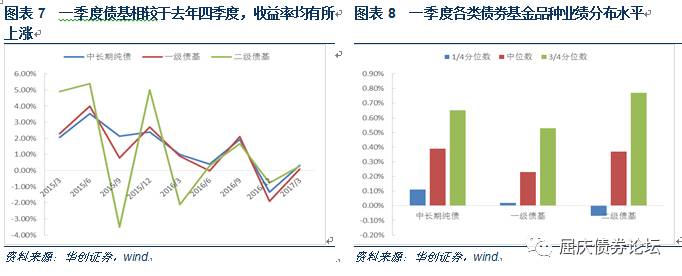 图表 7 一季度债基相较于去年四季度，收益率均有所
上涨
中长期纯债 一级债基 二级债基
6.00%
5.00%
4.00%
3.00%
2.00%
1.00%
0.00%
-1.00%
-2.00%
-3.00%
-4.00%
2015/3 2015/6 2015/9 2015/12 2016/3 2016/6 2016/9 2017/3
资料来源：华创证券，wind。
图表 8 一季度各类债券基金品种业绩分布水平
1/4分位数 中位数 3/4分位数
0.90%
0.80%
0.70%
0.60%
0.50%
0.40%
0.30%
0.20%
0.10%
0.00%
-0.10%
-0.20%
中长期纯债 一级债基 二级债基
资料来源：华创证券，wind。
屈庆债券论坛